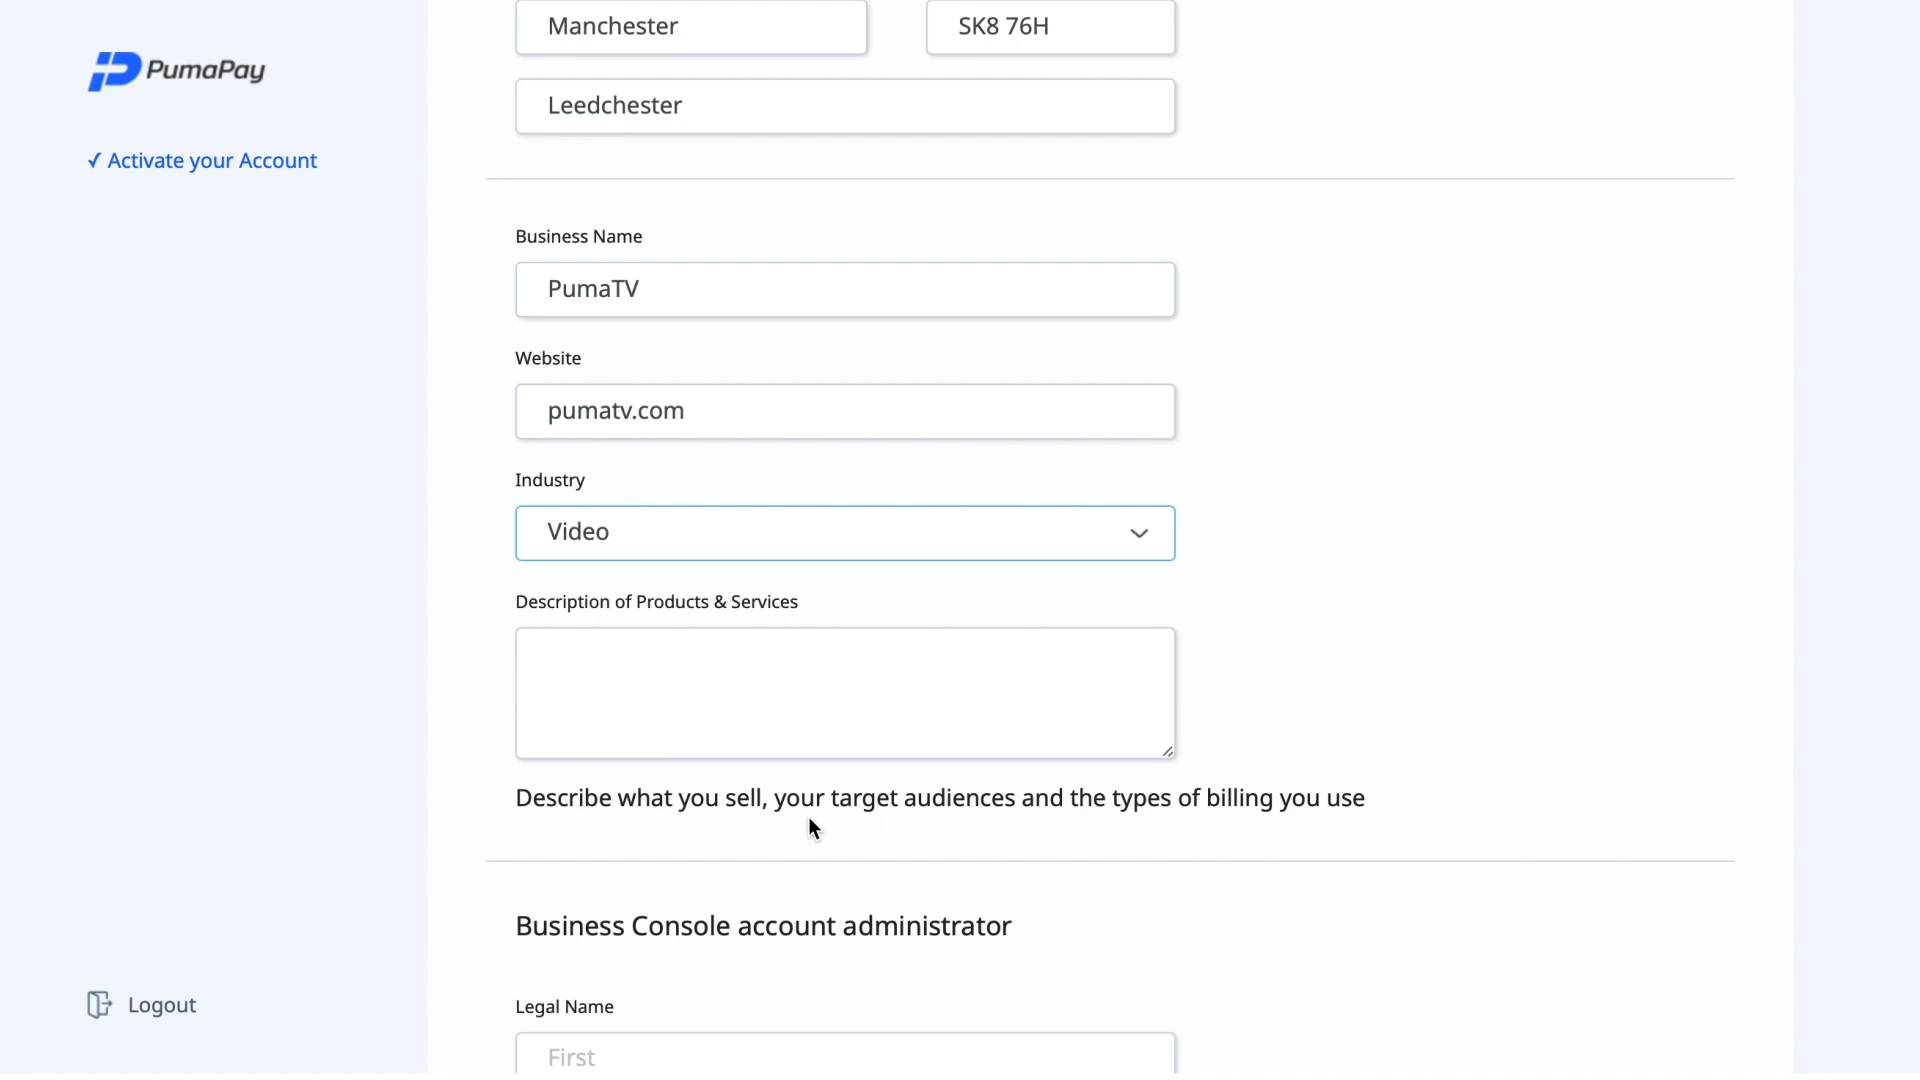 Manchester
SK8 76H
PumaPay
Leedchester
✓ Activate your Account
Business Name
PumaTV
Website
pumatv.com
Industry
Video
Description of Products & Services
Describe what you sell, your target audiences and the types of billing you use
Business Console account administrator
Logout
Legal Name
First